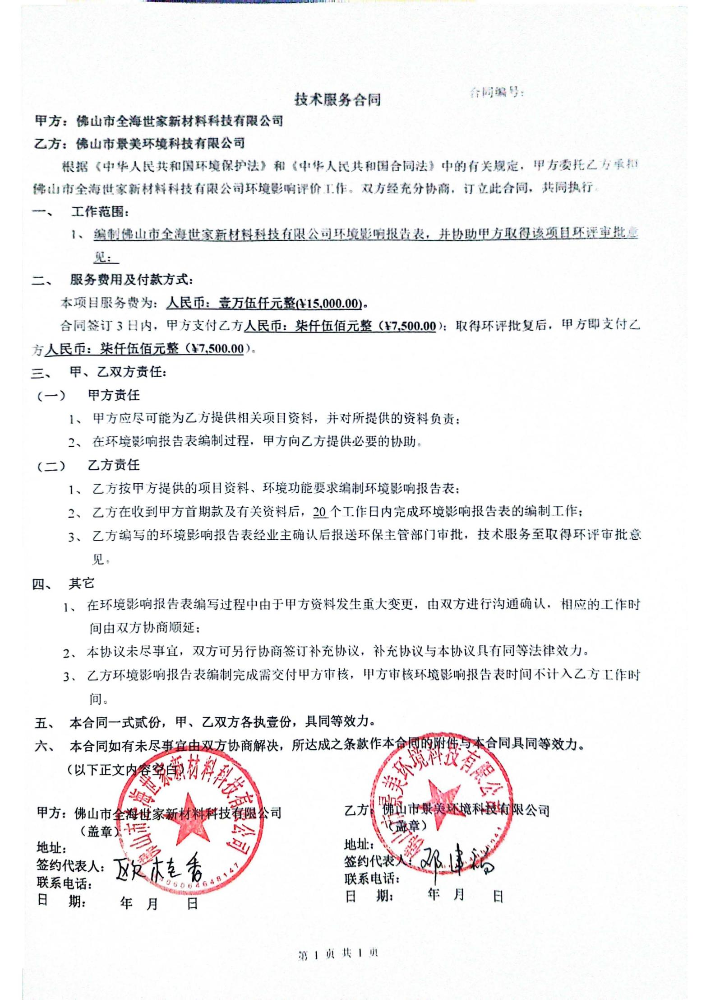 合同编号:
技术服务合同
甲方：佛山市全海世家新材料科技有限公司
乙方：佛山市景美环境科技有限公司
根据《中华人民共和国环境保护法》和《中华人民共和国合同法》中的有关规定，甲方委托乙方承担
佛山市全海世家新材料科技有限公司环境影响评价工作。双方经充分协商，订立此合同，共同执行。
一、 工作范围：
1、 编制佛山市全海世家新材料科技有限公司环境影响报告表，并协助甲方取得该项目环评审批意
见；
二、 服务费用及付款方式：
本项目服务费为：人民币：壹万伍仟元整(¥15,000.00)。
合同签订 3 日内，甲方支付乙方人民币：柒仟伍佰元整（¥7,500.00）；取得环评批复后，甲方即支付乙
方人民币：柒仟伍佰元整（¥7,500.00）。
三、 甲、乙双方责任：
（一） 甲方责任
1、 甲方应尽可能为乙方提供相关项目资料，并对所提供的资料负责；
2、 在环境影响报告表编制过程，甲方向乙方提供必要的协助。
（二） 乙方责任
1、 乙方按甲方提供的项目资料、环境功能要求编制环境影响报告表；
2、 乙方在收到甲方首期款及有关资料后，20 个工作日内完成环境影响报告表的编制工作；
3、 乙方编写的环境影响报告表经业主确认后报送环保主管部门审批，技术服务至取得环评审批意
见。
四、 其它
1、 在环境影响报告表编写过程中由于甲方资料发生重大变更，由双方进行沟通确认，相应的工作时
间由双方协商顺延；
2、 本协议未尽事宜，双方可另行协商签订补充协议，补充协议与本协议具有同等法律效力。
3、 乙方环境影响报告表编制完成需交付甲方审核，甲方审核环境影响报告表时间不计入乙方工作时
间。
五、 本合同一式贰份，甲、乙双方各执壹份，具同等效力。
六、 本合同如有未尽事宜由双方协商解决，所达成之条款作本合同的附件与本合同具同等效力。
（以下正文内容空白）
甲方：佛山市全海世家新材料科技有限公司
（盖章）
地址：
签约代表人：欧桂香
联系电话：
日 期： 年 月 日
佛山市全海世家新材料科技有限公司
乙方：佛山市景美环境科技有限公司
（盖章）
地址：
签约代表人：邓建福
联系电话：
日 期： 年 月 日
佛山市景美环境科技有限公司
第 1 页 共 1 页